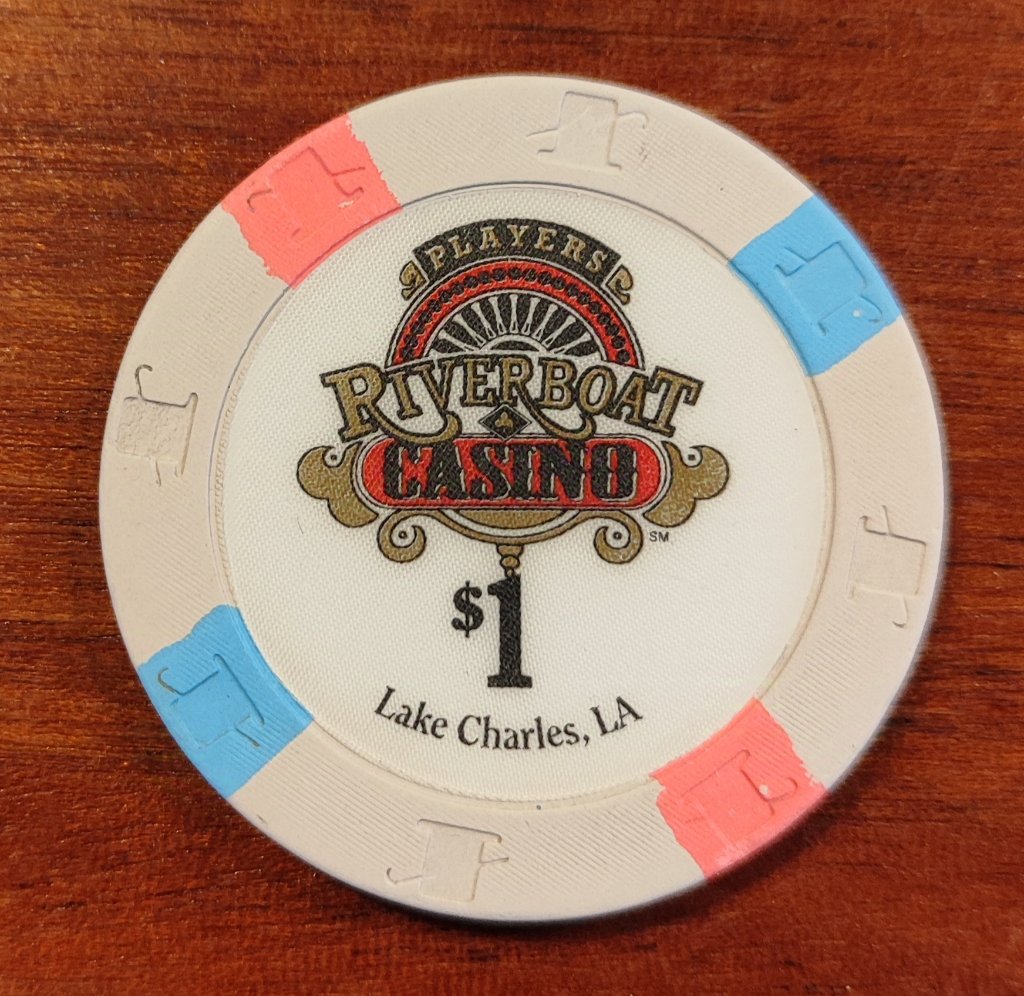 PLAYERS
RIVERBOAT
CASINO
SM
$1
Lake Charles, LA